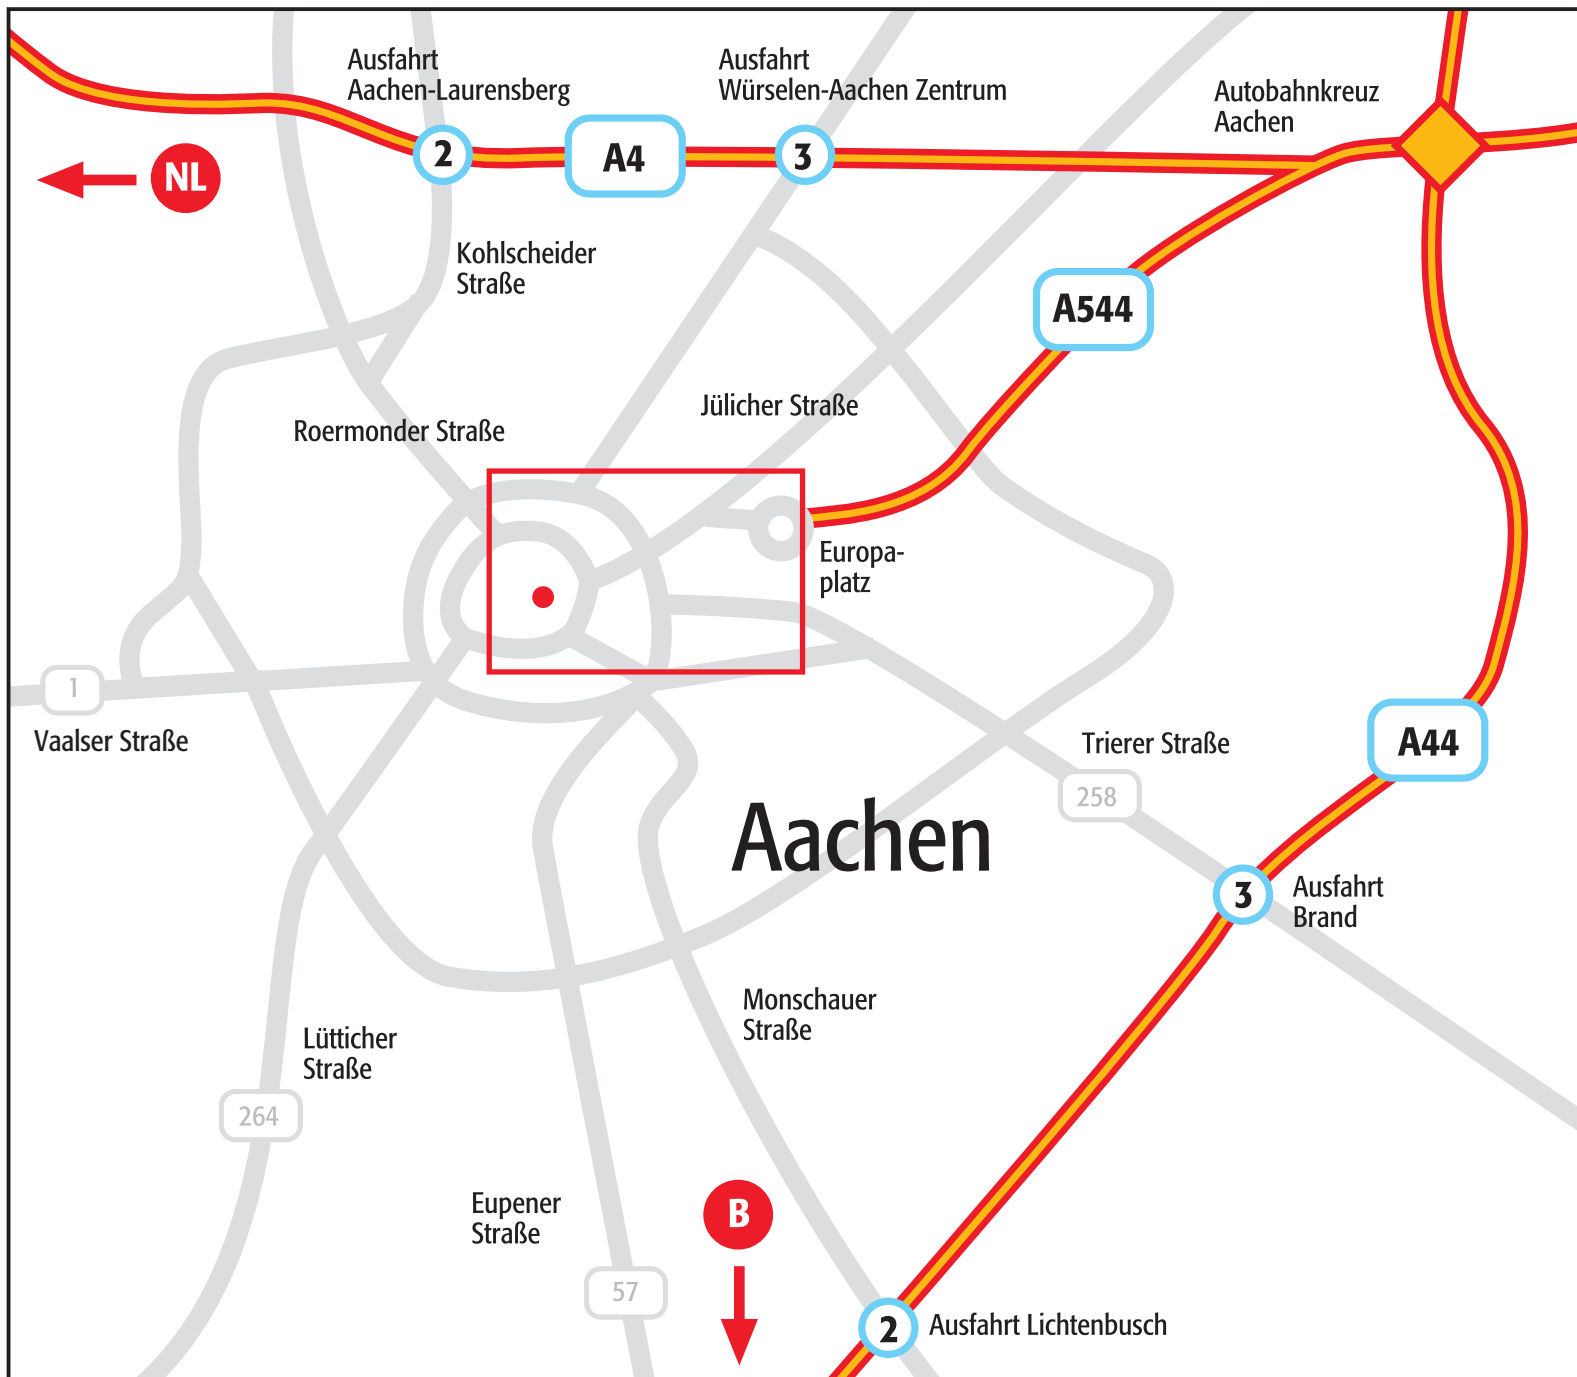 Ausfahrt
Aachen-Laurensberg
Ausfahrt
Würselen-Aachen Zentrum
Autobahnkreuz
Aachen
2
A4
3
NL
Kohlscheider
Straße
A544
Jülicher Straße
Roermonder Straße
Europa-
platz
1
Vaalser Straße
Trierer Straße
A44
258
Aachen
3
Ausfahrt
Brand
Monschauer
Straße
Lütticher
Straße
264
Eupener
Straße
B
57
2
Ausfahrt Lichtenbusch